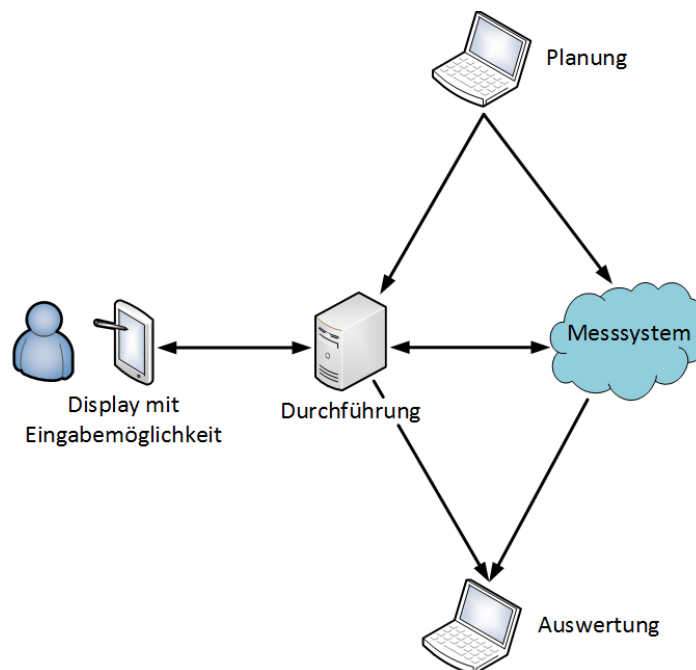 Planung
Messsystem
Display mit
Eingabemöglichkeit
Durchführung
Auswertung